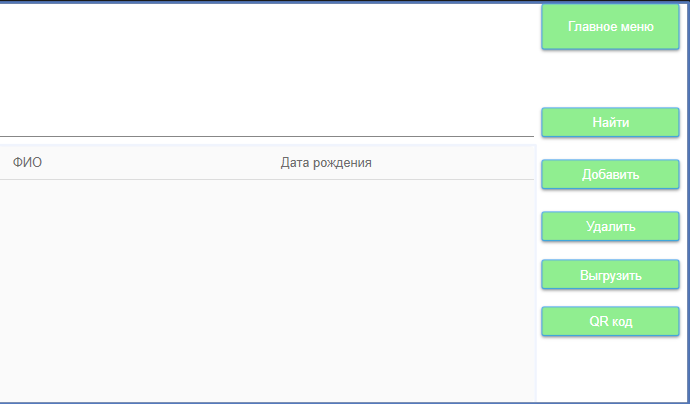 Главное меню
Найти
ФИО Дата рождения
Добавить
Удалить
Выгрузить
QR код